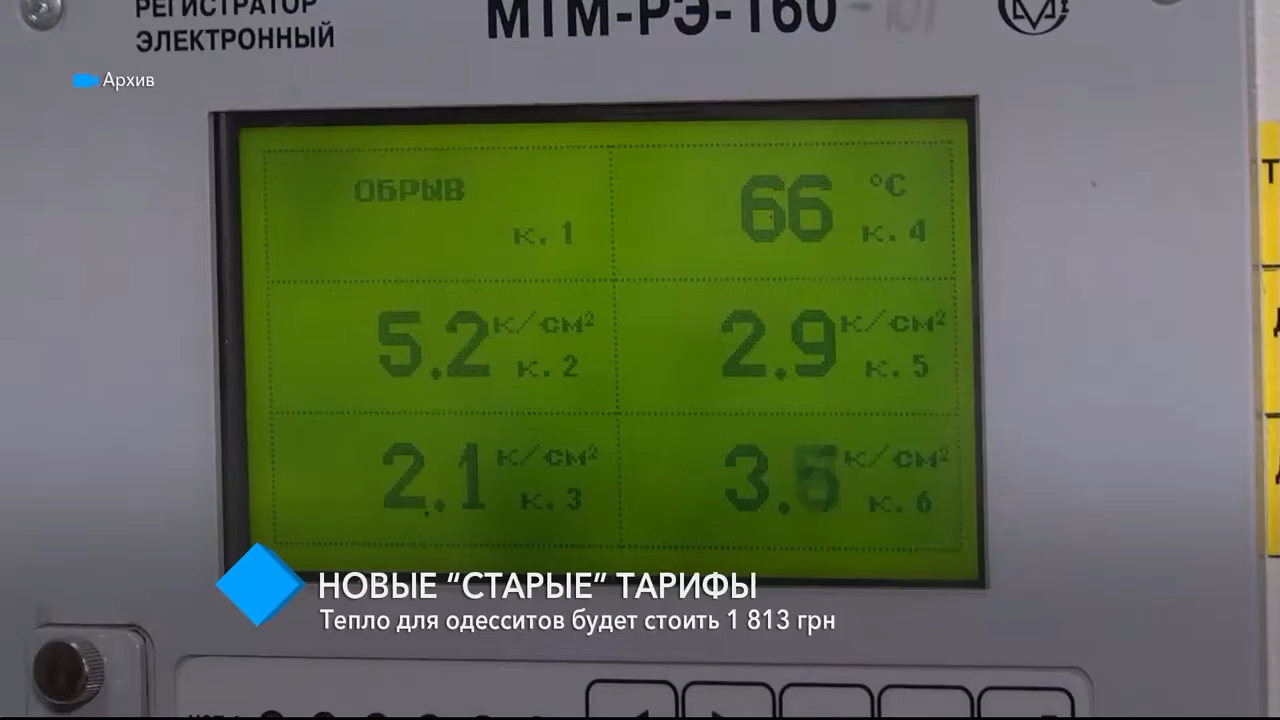 РЕГИСТРАТОР
ЭЛЕКТРОННЫЙ
МТМ-РЭ-160
Архив
ОБРЫВ
к. 1
66 °C
к. 4
5.2 к/см²
к. 2
2.9 к/см²
к. 5
2.1 к/см²
к. 3
к/см²
к. 6
НОВЫЕ “СТАРЫЕ” ТАРИФЫ
Тепло для одесситов будет стоить 1 813 грн